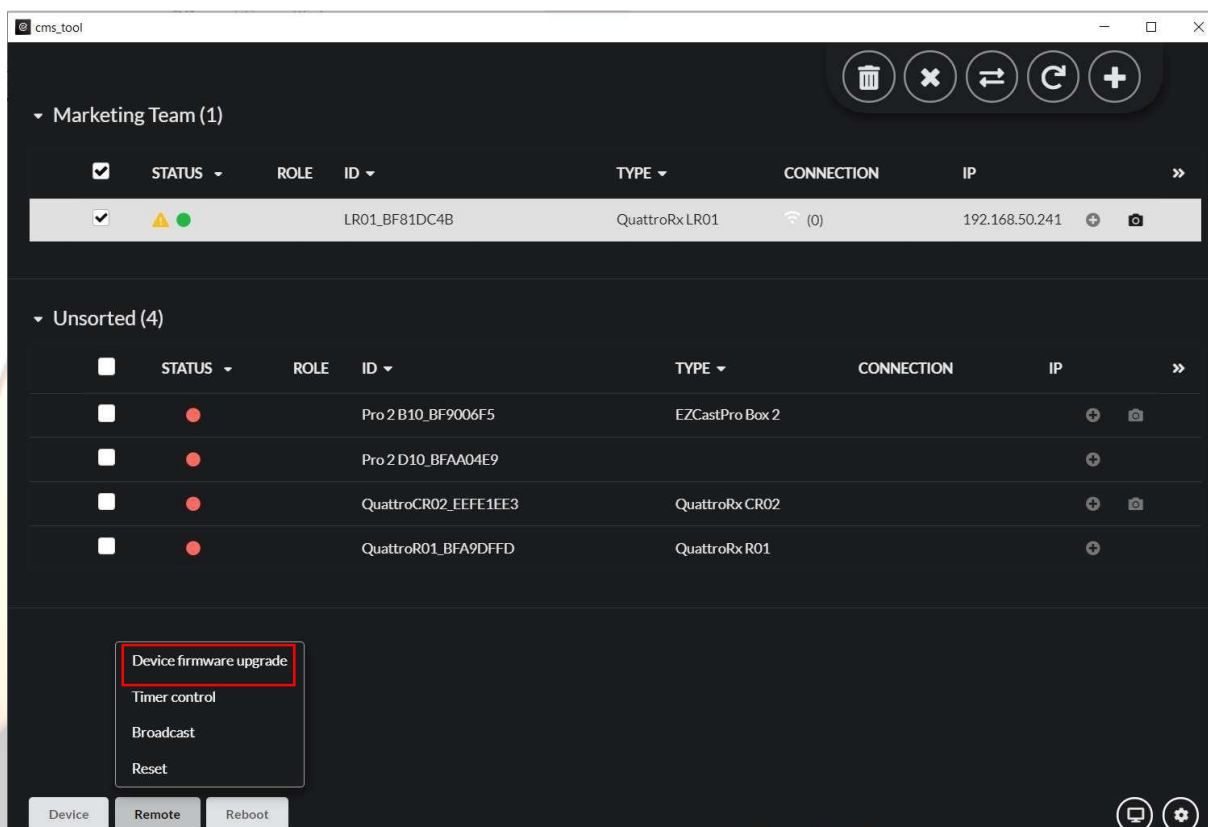 cms_tool
Marketing Team (1)
STATUS ROLE ID TYPE CONNECTION IP
LR01_BF81DC4B QuattroRx LR01 (0) 192.168.50.241
Unsorted (4)
STATUS ROLE ID TYPE CONNECTION IP
Pro 2 B10_BF9006F5 EZCastPro Box 2
Pro 2 D10_BFAA04E9
QuattroCR02_EEFE1EE3 QuattroRx CR02
QuattroR01_BFA9DFFD QuattroRx R01
Device firmware upgrade
Timer control
Broadcast
Reset
Device Remote Reboot